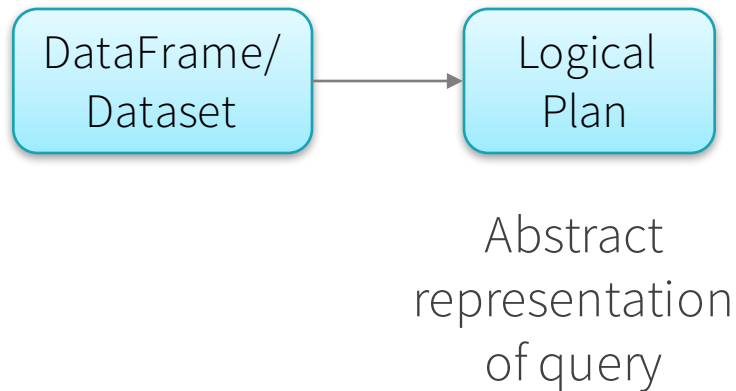 DataFrame/
Dataset
Logical
Plan
Abstract
representation
of query